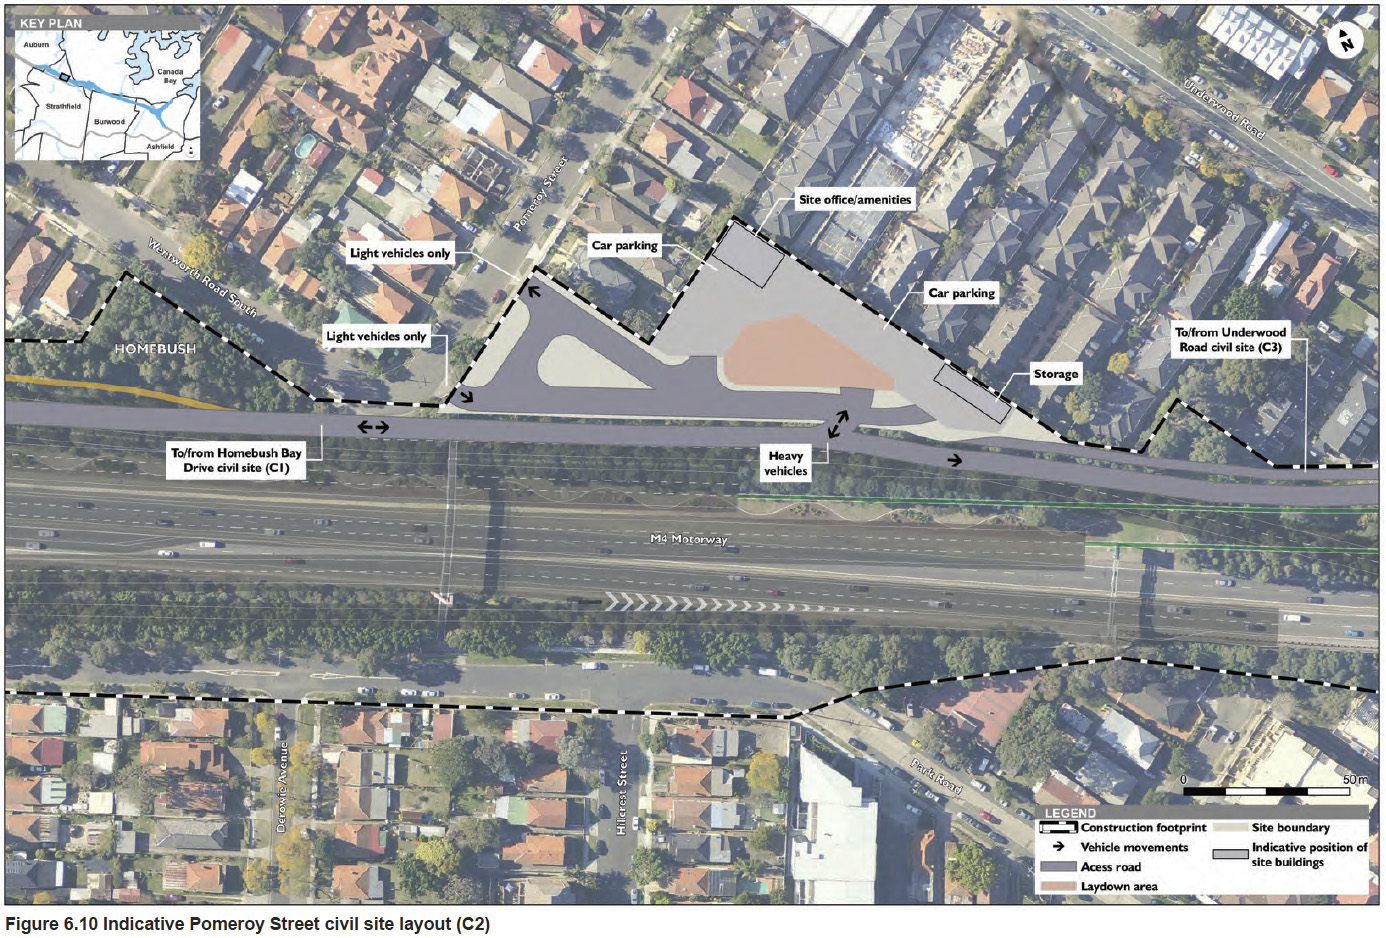 KEY PLAN
Auburn
Canada
Bay
Strathfield
Burwood
Ashfield
N
Underwood Road
Pomeroy Street
Wentworth Road South
HOMEBUSH
Site office/amenities
Car parking
Light vehicles only
Light vehicles only
Car parking
To/from Underwood
Road civil site (C3)
Storage
To/from Homebush Bay
Drive civil site (C1)
Heavy
vehicles
M4 Motorway
Derowie Avenue
Hillcrest Street
Park Road
0
50m
LEGEND
Construction footprint
Vehicle movements
Acess road
Laydown area
Site boundary
Indicative position of
site buildings
Figure 6.10 Indicative Pomeroy Street civil site layout (C2)